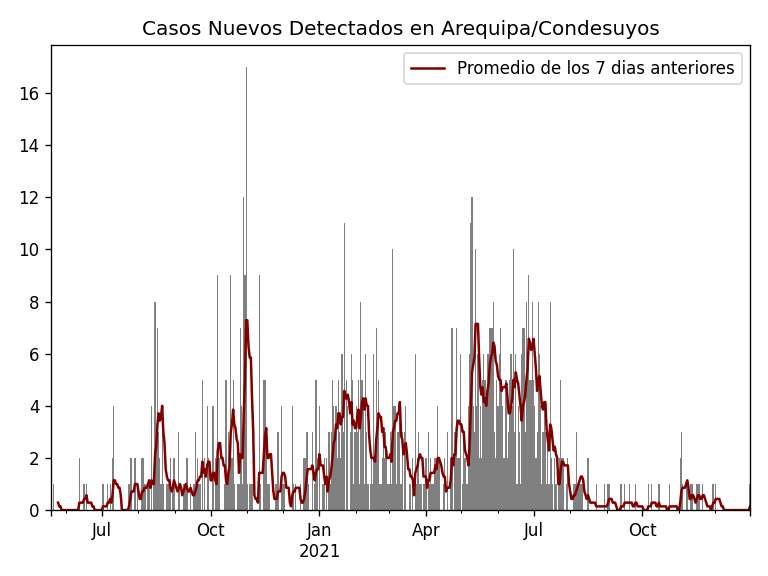 Casos Nuevos Detectados en Arequipa/Condesuyos
Promedio de los 7 dias anteriores
16
14
12
10
8
6
4
2
0
Jul
Oct
Jan
2021
Apr
Jul
Oct